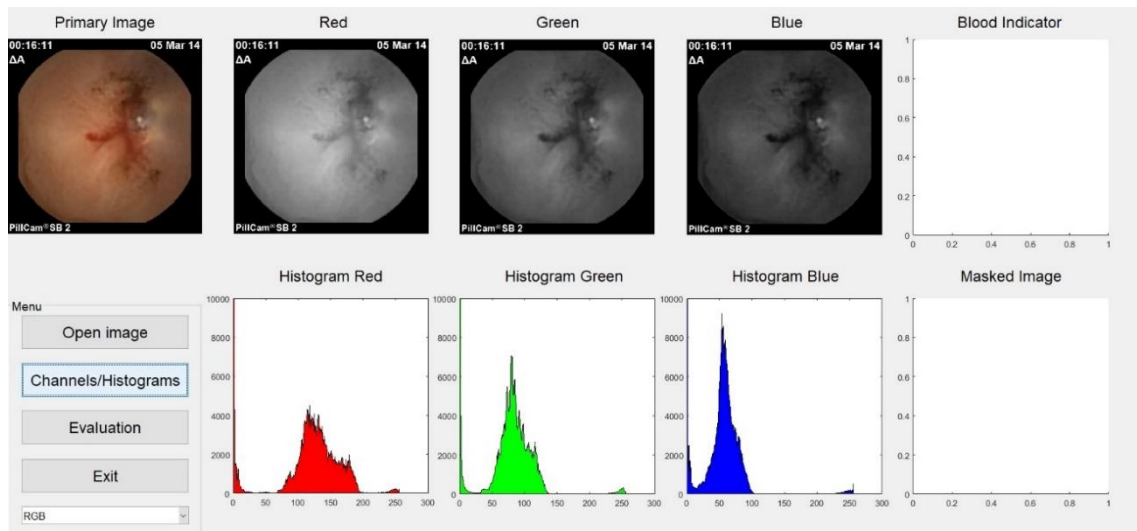 Primary Image
Red
Green
Blue
Blood Indicator
00:16:11 05 Mar 14
ΔA
PillCam®SB 2
00:16:11 05 Mar 14
ΔA
PillCam®SB 2
00:16:11 05 Mar 14
ΔA
PillCam®SB 2
00:16:11 05 Mar 14
ΔA
PillCam®SB 2
1
0.8
0.6
0.4
0.2
0
0 0.2 0.4 0.6 0.8 1
Menu
Open image
Channels/Histograms
Evaluation
Exit
RGB
Histogram Red
10000
8000
6000
4000
2000
0
0 50 100 150 200 250 300
Histogram Green
10000
8000
6000
4000
2000
0
0 50 100 150 200 250 300
Histogram Blue
10000
8000
6000
4000
2000
0
0 50 100 150 200 250 300
Masked Image
1
0.8
0.6
0.4
0.2
0
0 0.2 0.4 0.6 0.8 1